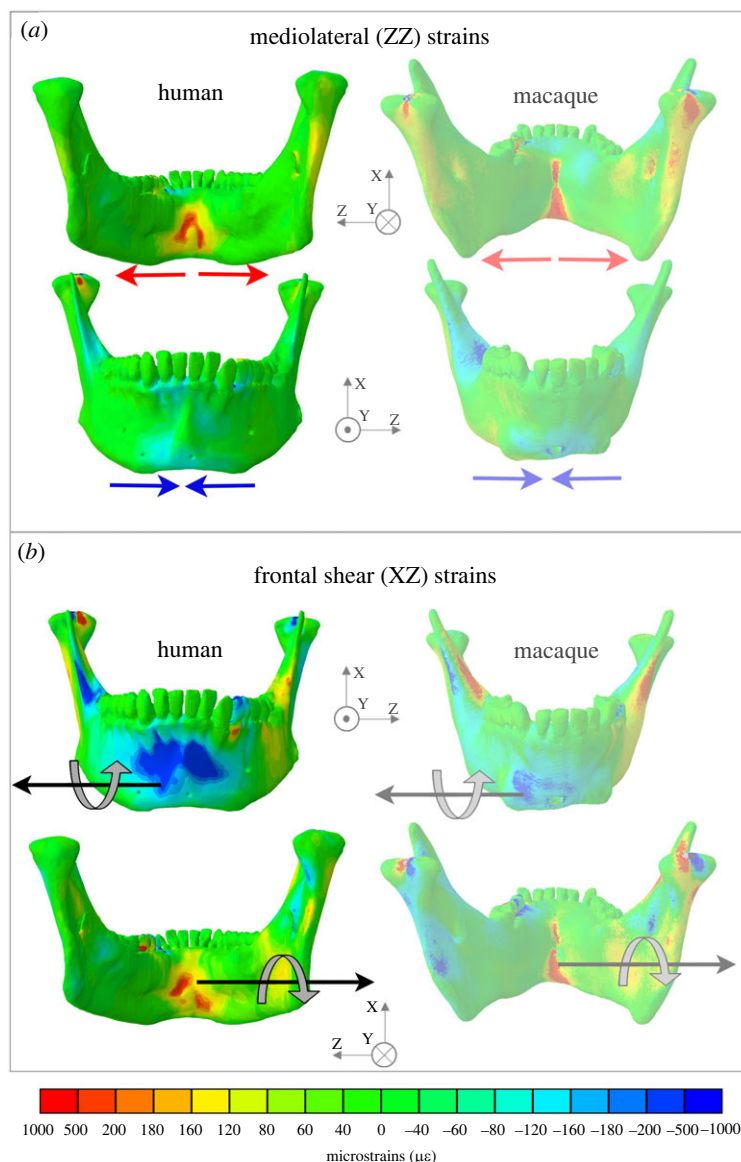 (a)
mediolateral (ZZ) strains
human
macaque
X
Z
Y
X
Y
Z
(b)
frontal shear (XZ) strains
human
macaque
X
Y
Z
X
Z
Y
1000 500 200 180 160 120 80 60 40 0 –40 –60 –80 –120 –160 –180 –200 –500 –1000
microstrains (με)